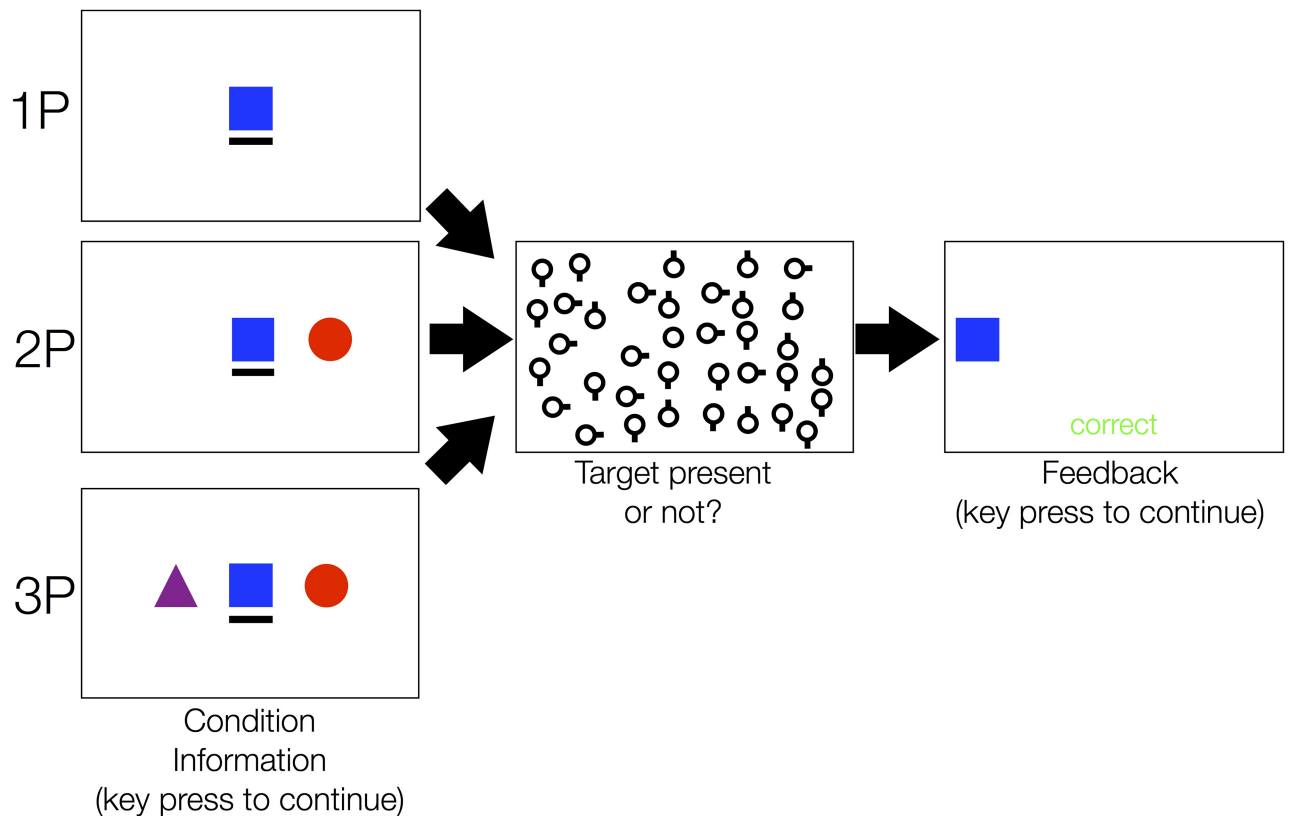 1P
2P
3P
Condition
Information
(key press to continue)
Target present
or not?
correct
Feedback
(key press to continue)